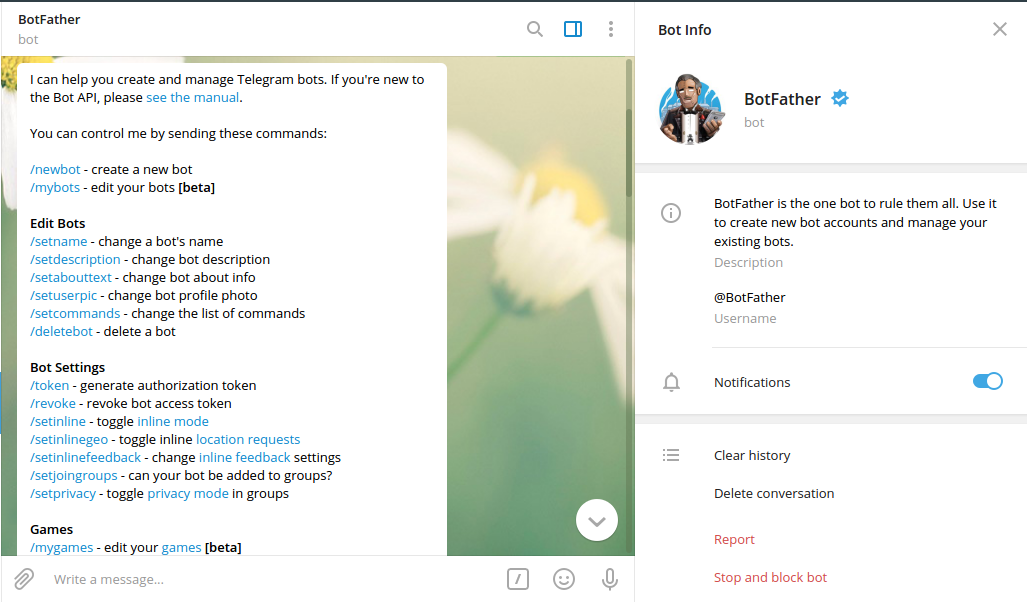 BotFather
bot
I can help you create and manage Telegram bots. If you're new to
the Bot API, please see the manual.
You can control me by sending these commands:
/newbot - create a new bot
/mybots - edit your bots [beta]
Edit Bots
/setname - change a bot's name
/setdescription - change bot description
/setabouttext - change bot about info
/setuserpic - change bot profile photo
/setcommands - change the list of commands
/deletebot - delete a bot
Bot Settings
/token - generate authorization token
/revoke - revoke bot access token
/setinline - toggle inline mode
/setinlinegeo - toggle inline location requests
/setinlinefeedback - change inline feedback settings
/setjoingroups - can your bot be added to groups?
/setprivacy - toggle privacy mode in groups
Games
/mygames - edit your games [beta]
Write a message...
Bot Info
BotFather
bot
BotFather is the one bot to rule them all. Use it
to create new bot accounts and manage your
existing bots.
Description
@BotFather
Username
Notifications
Clear history
Delete conversation
Report
Stop and block bot